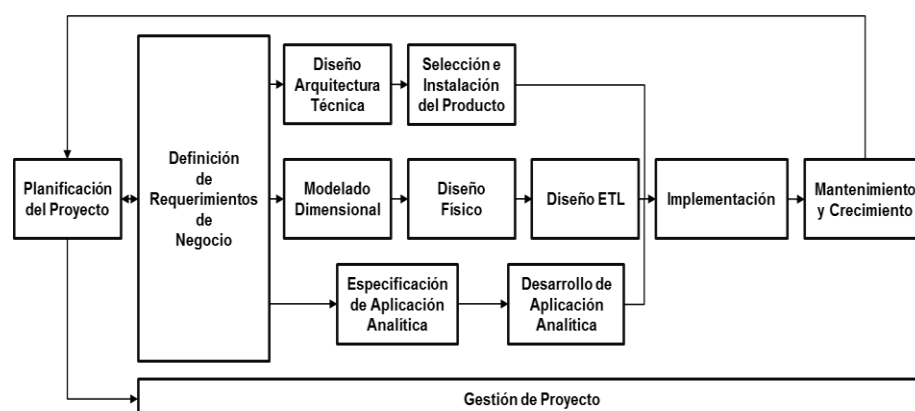 Diseño
Arquitectura
Técnica
Selección e
Instalación
del Producto
Planificación
del Proyecto
Definición
de
Requerimientos
de
Negocio
Modelado
Dimensional
Diseño
Físico
Diseño ETL
Implementación
Mantenimiento
y Crecimiento
Especificación
de Aplicación
Analítica
Desarrollo de
Aplicación
Analítica
Gestión de Proyecto